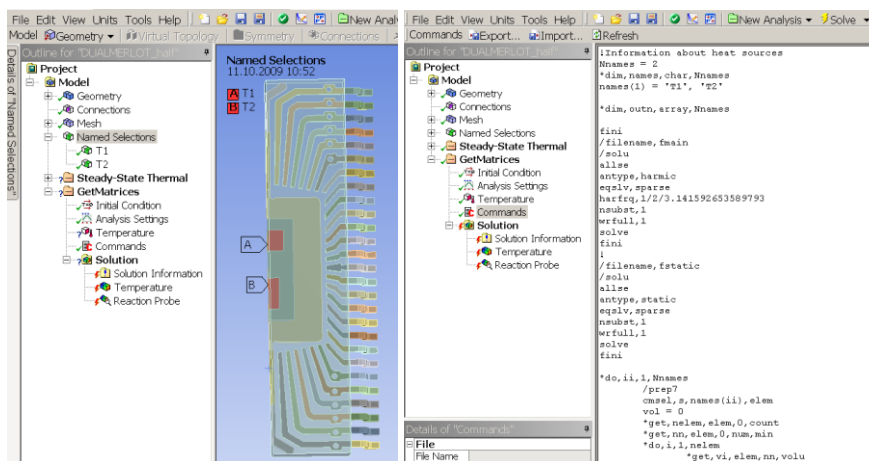 File Edit View Units Tools Help
New Anal
Model Geometry Virtual Topology Symmetry Connections
Details of "Named Selections"
Outline for "DUALMERLOT_half"
Project
Model
Geometry
Connections
Mesh
Named Selections
T1
T2
Steady-State Thermal
GetMatrices
Initial Condition
Analysis Settings
Temperature
Commands
Solution
Solution Information
Temperature
Reaction Probe
Named Selections
11.10.2009 10:52
A T1
B T2
A
B
File Edit View Units Tools Help
New Analysis Solve
Commands Export... Import... Refresh
Outline for "DUALMERLOT_half"
Project
Model
Geometry
Connections
Mesh
Named Selections
Steady-State Thermal
GetMatrices
Initial Condition
Analysis Settings
Temperature
Commands
Solution
Solution Information
Temperature
Reaction Probe
Details of "Commands"
File
File Name
!Information about heat sources
Nnames = 2
*dim,names,char,Nnames
names(1) = 'T1', 'T2'
*dim,outn,array,Nnames
fini
/filename,fmain
/solu
allse
antype,harmic
eqslv,sparse
harfrq,1/2/3.141592653589793
nsubst,1
wrfull,1
solve
fini
!
/filename,fstatic
/solu
allse
antype,static
eqslv,sparse
nsubst,1
wrfull,1
solve
fini
*do,ii,1,Nnames
/prep7
cmsel,s,names(ii),elem
vol = 0
*get,nelem,elem,0,count
*get,nn,elem,0,num,min
*do,i,1,nelem
*get,vi,elem,nn,volu